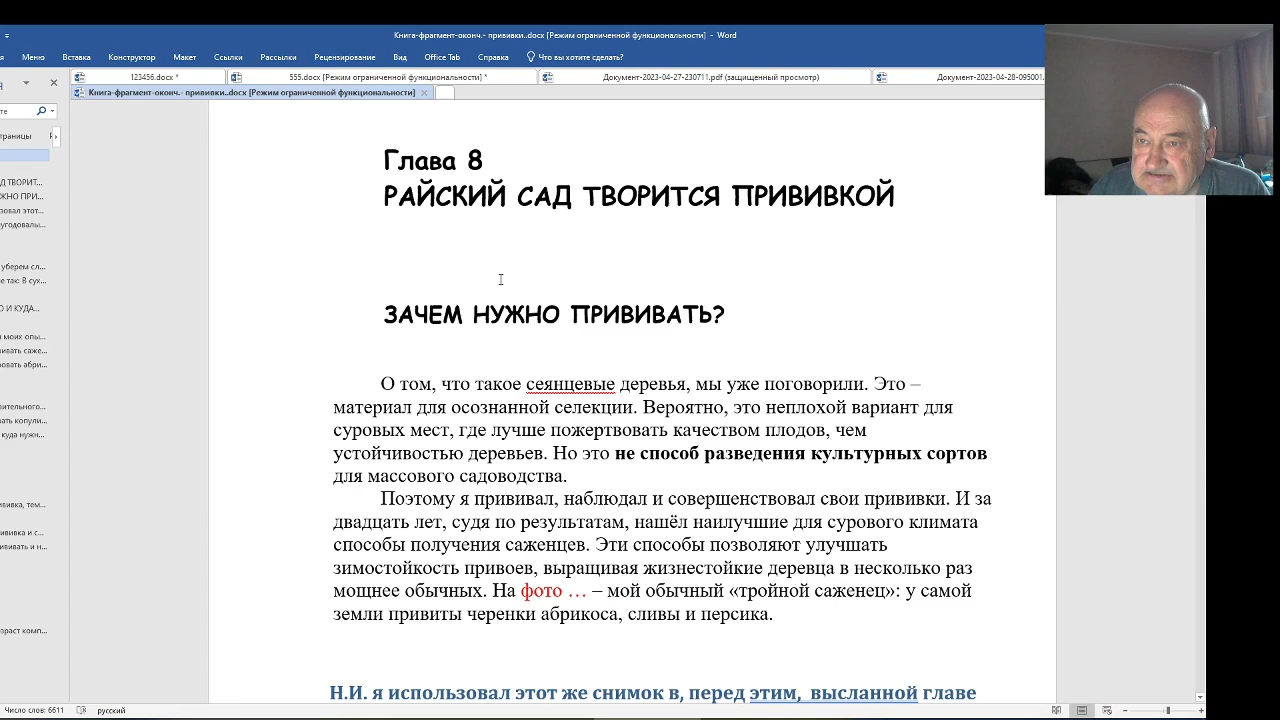 Книга-фрагмент-оконч.- прививки..docx [Режим ограниченной функциональности] - Word
Меню Вставка Конструктор Макет Ссылки Рассылки Рецензирование Вид Office Tab Справка Что вы хотите сделать?
123456.docx * 555.docx [Режим ограниченной функциональности] * Документ-2023-04-27-230711.pdf (защищенный просмотр) Документ-2023-04-28-095001.
Книга-фрагмент-оконч.- прививки..docx [Режим ограниченной функциональности]
Глава 8
РАЙСКИЙ САД ТВОРИТСЯ ПРИВИВКОЙ
ЗАЧЕМ НУЖНО ПРИВИВАТЬ?
О том, что такое сеянцевые деревья, мы уже поговорили. Это –
материал для осознанной селекции. Вероятно, это неплохой вариант для
суровых мест, где лучше пожертвовать качеством плодов, чем
устойчивостью деревьев. Но это не способ разведения культурных сортов
для массового садоводства.
Поэтому я прививал, наблюдал и совершенствовал свои прививки. И за
двадцать лет, судя по результатам, нашёл наилучшие для сурового климата
способы получения саженцев. Эти способы позволяют улучшать
зимостойкость привоев, выращивая жизнестойкие деревца в несколько раз
мощнее обычных. На фото … – мой обычный «тройной саженец»: у самой
земли привиты черенки абрикоса, сливы и персика.
Н.И. я использовал этот же снимок в, перед этим, высланной главе
Число слов: 6611 русский